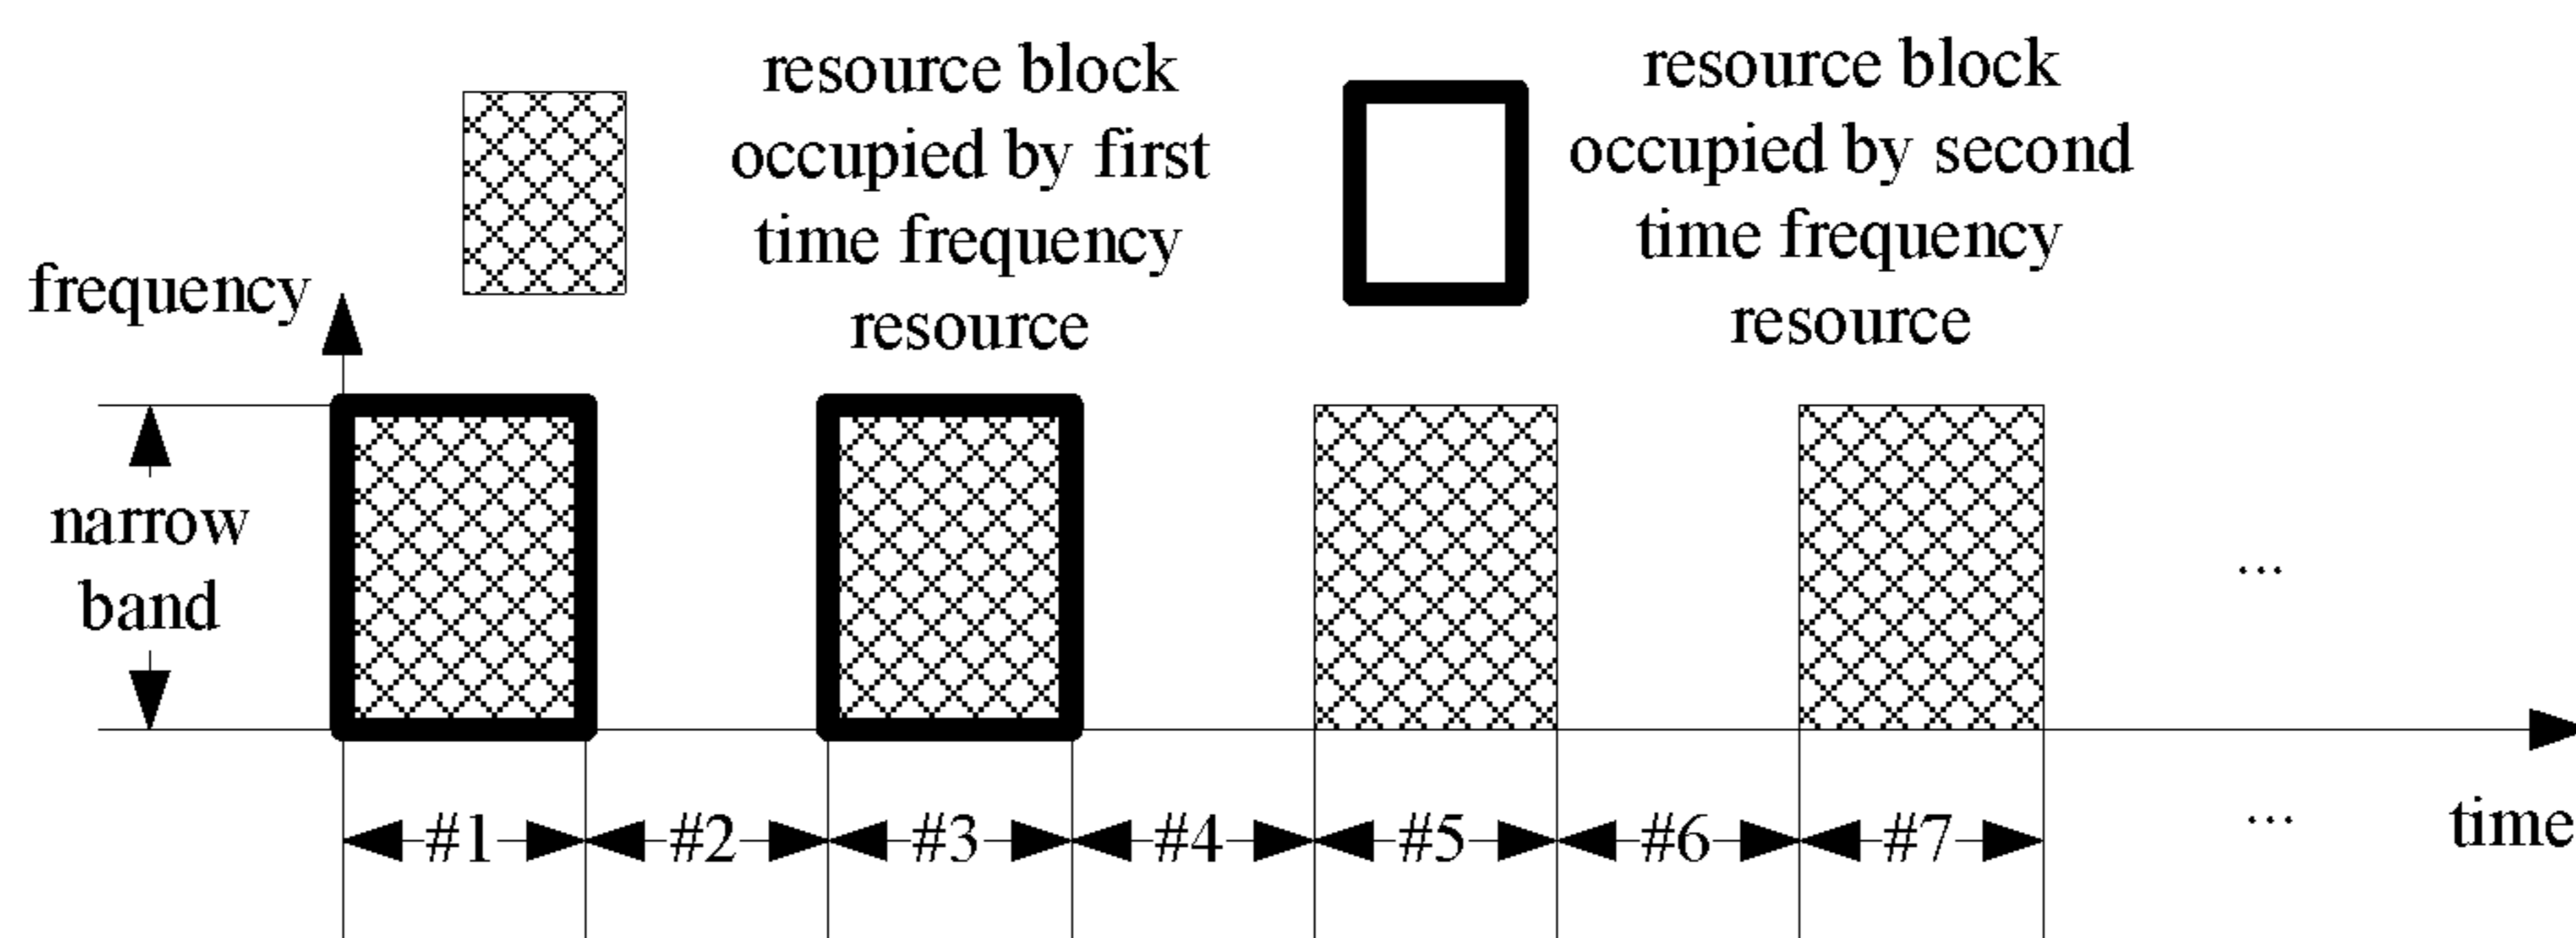 resource block
occupied by first
time frequency
resource
resource block
occupied by second
time frequency
resource
frequency
narrow
band
...
#1
#2
#3
#4
#5
#6
#7
...
time